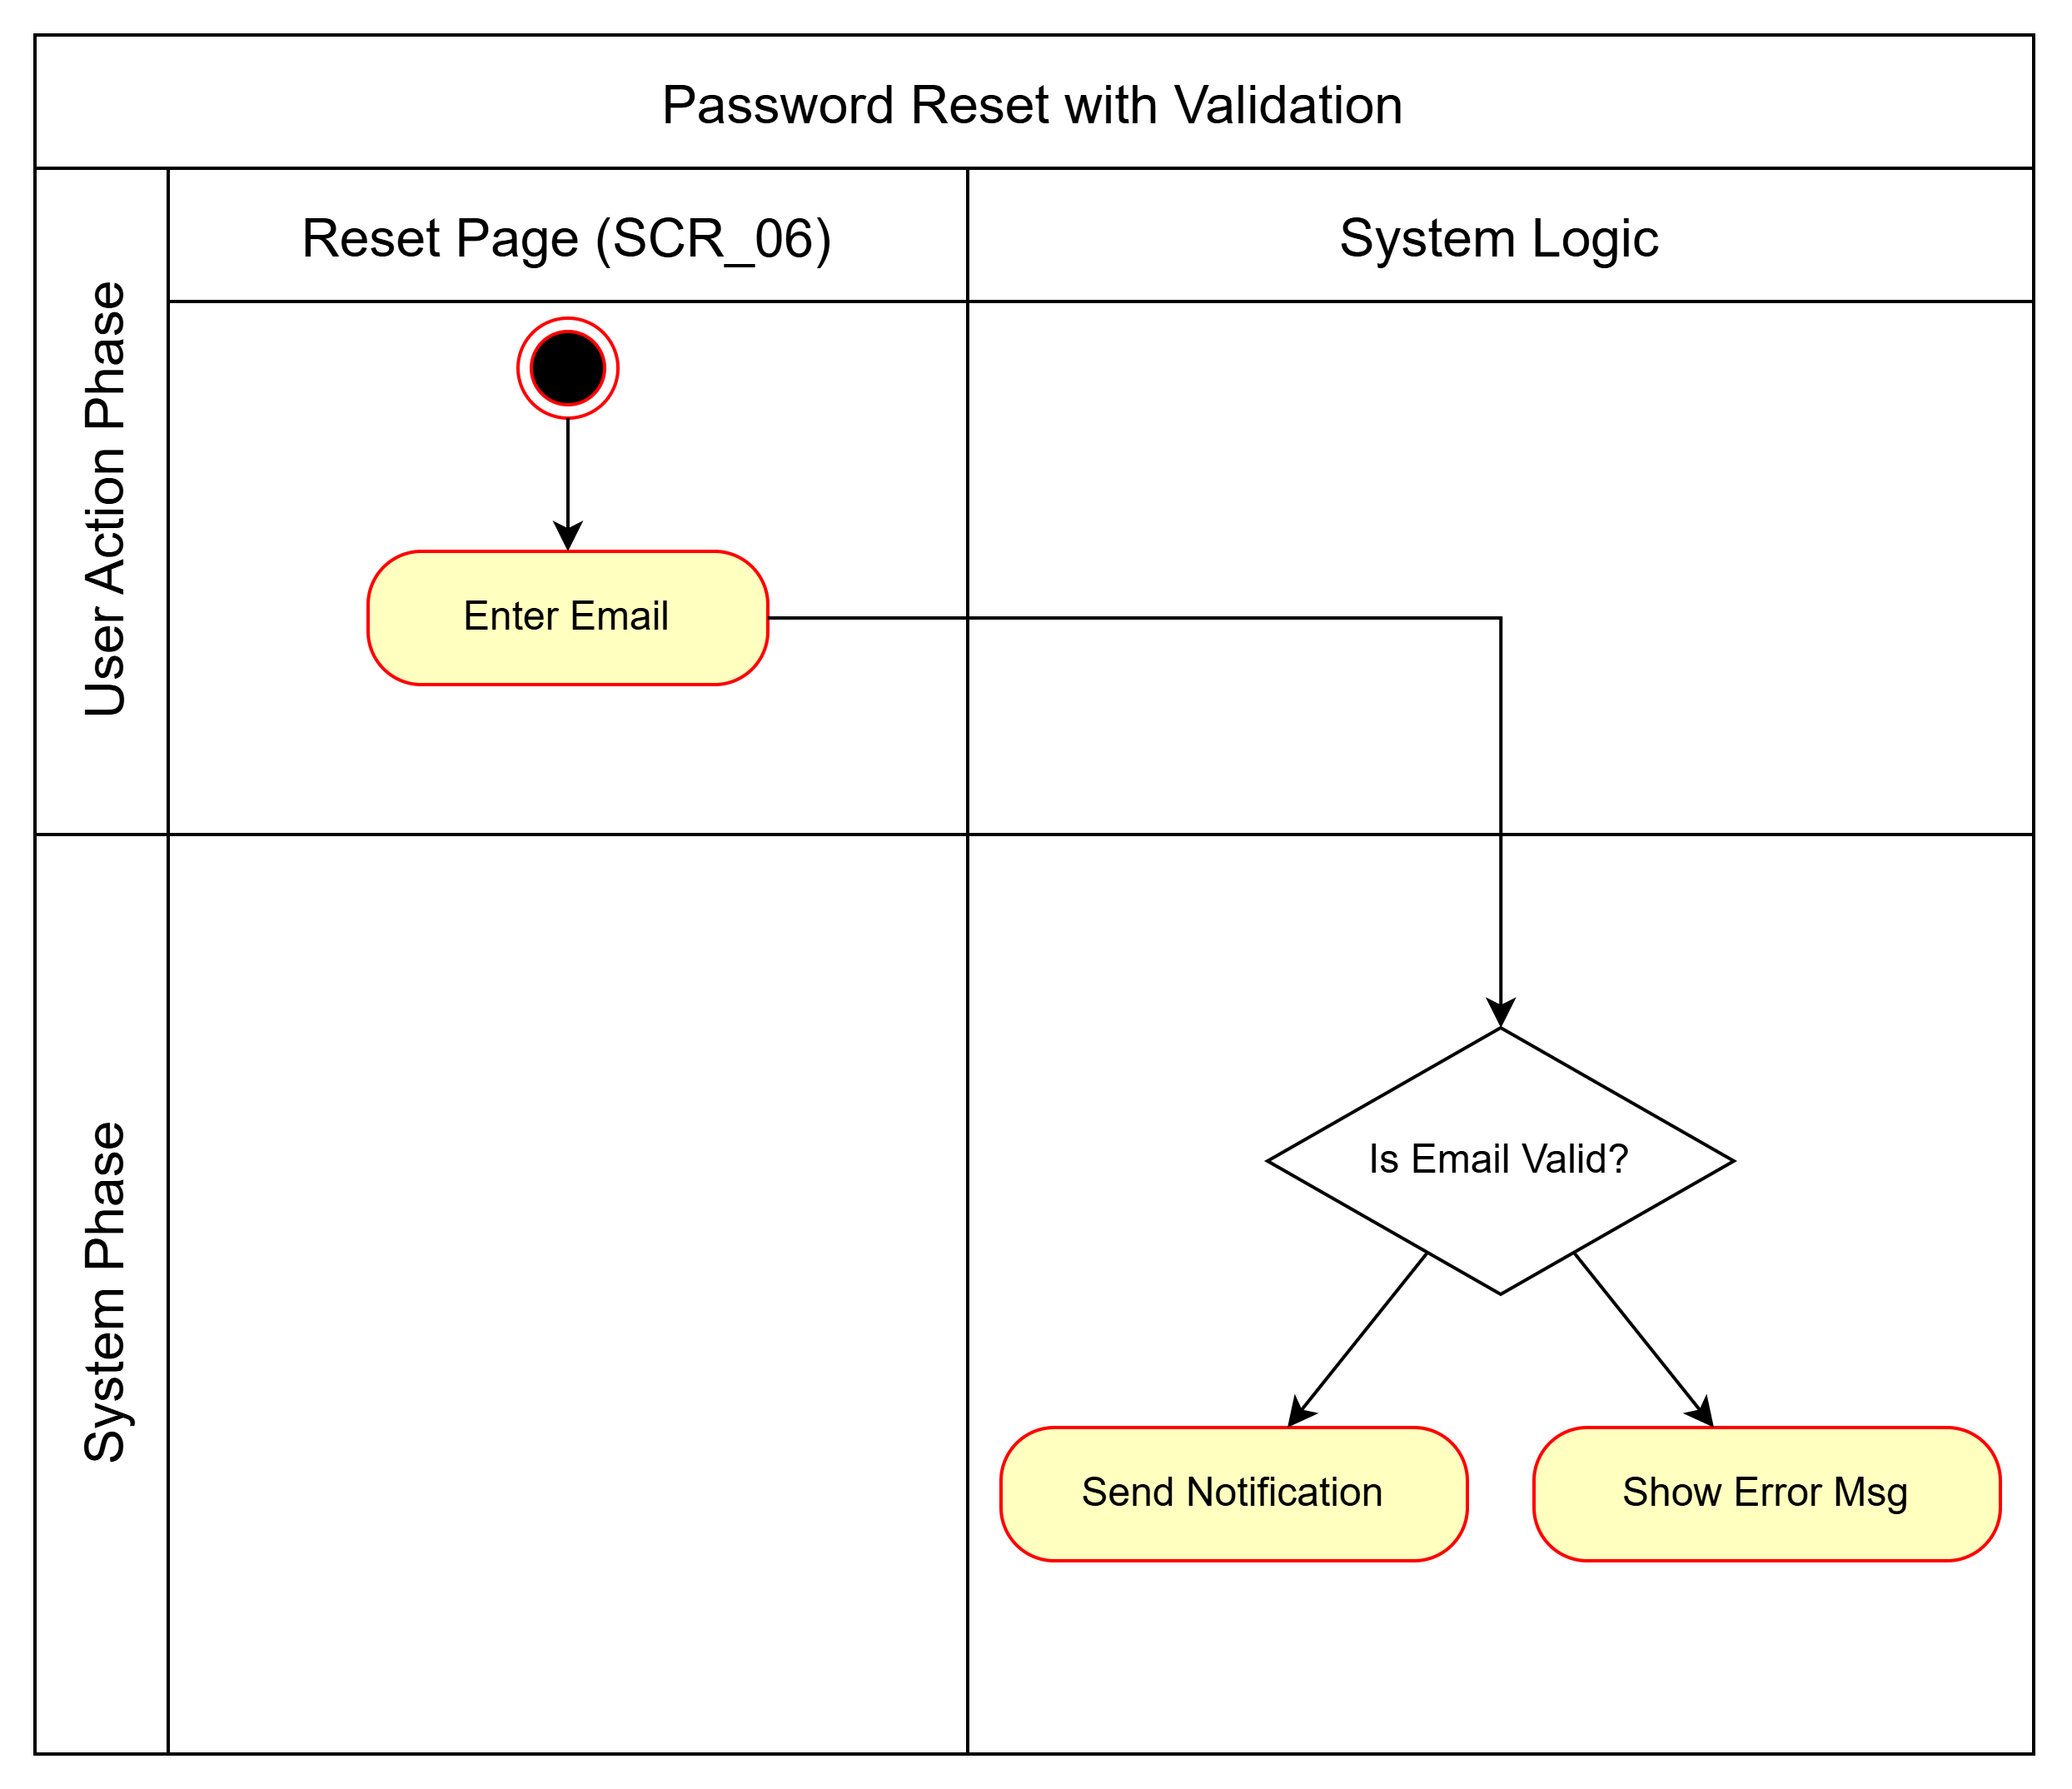 Password Reset with Validation
Reset Page (SCR_06)
System Logic
User Action Phase
Enter Email
System Phase
Is Email Valid?
Send Notification
Show Error Msg